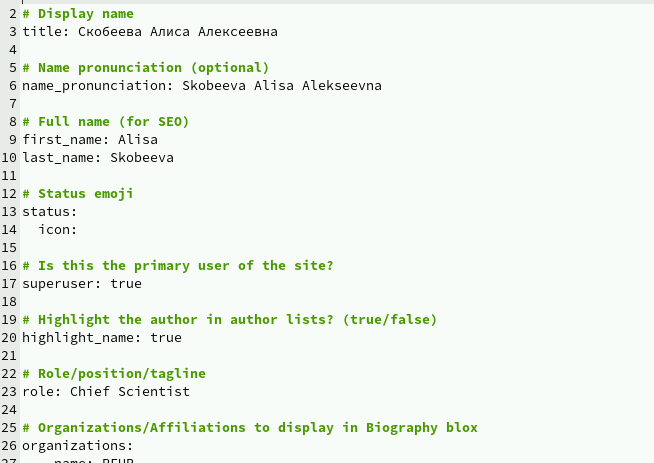 2 # Display name
3 title: Скобеева Алиса Алексеевна
4
5 # Name pronunciation (optional)
6 name_pronunciation: Skobeeva Alisa Alekseevna
7
8 # Full name (for SEO)
9 first_name: Alisa
10 last_name: Skobeeva
11
12 # Status emoji
13 status:
14   icon:
15
16 # Is this the primary user of the site?
17 superuser: true
18
19 # Highlight the author in author lists? (true/false)
20 highlight_name: true
21
22 # Role/position/tagline
23 role: Chief Scientist
24
25 # Organizations/Affiliations to display in Biography blox
26 organizations:
27   - name: